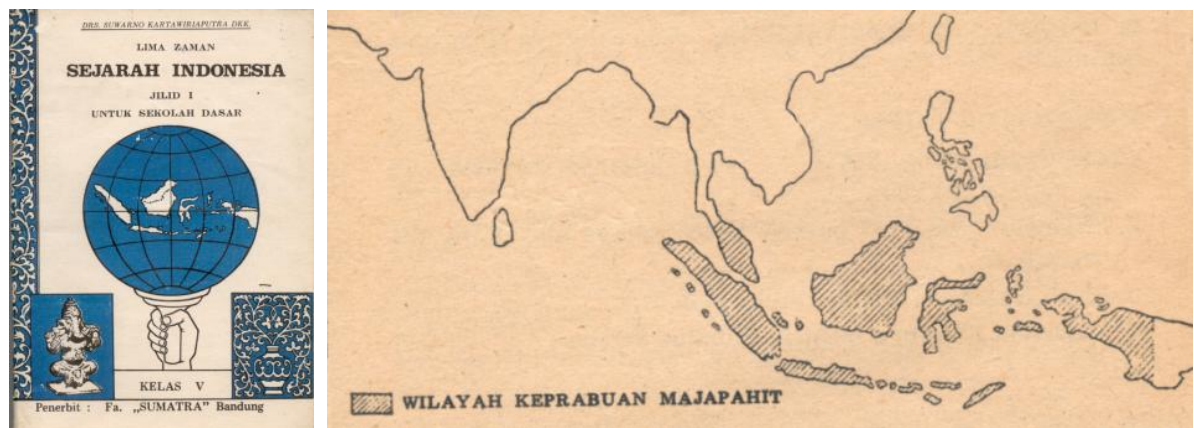 DRS. SUWARNO KARTAWIRIAPUTRA DKK.
LIMA ZAMAN
SEJARAH INDONESIA
JILID I
UNTUK SEKOLAH DASAR
KELAS V
Penerbit : Fa. „SUMATRA" Bandung
WILAYAH KEPRABUAN MAJAPAHIT